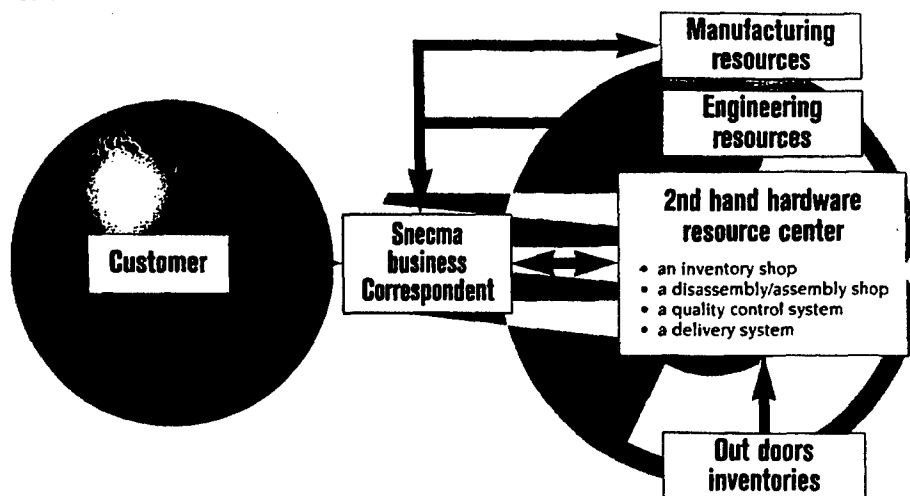 Manufacturing
resources
Engineering
resources
2nd hand hardware
resource center
• an inventory shop
• a disassembly/assembly shop
• a quality control system
• a delivery system
Customer
Snecma
business
Correspondent
Out doors
inventories